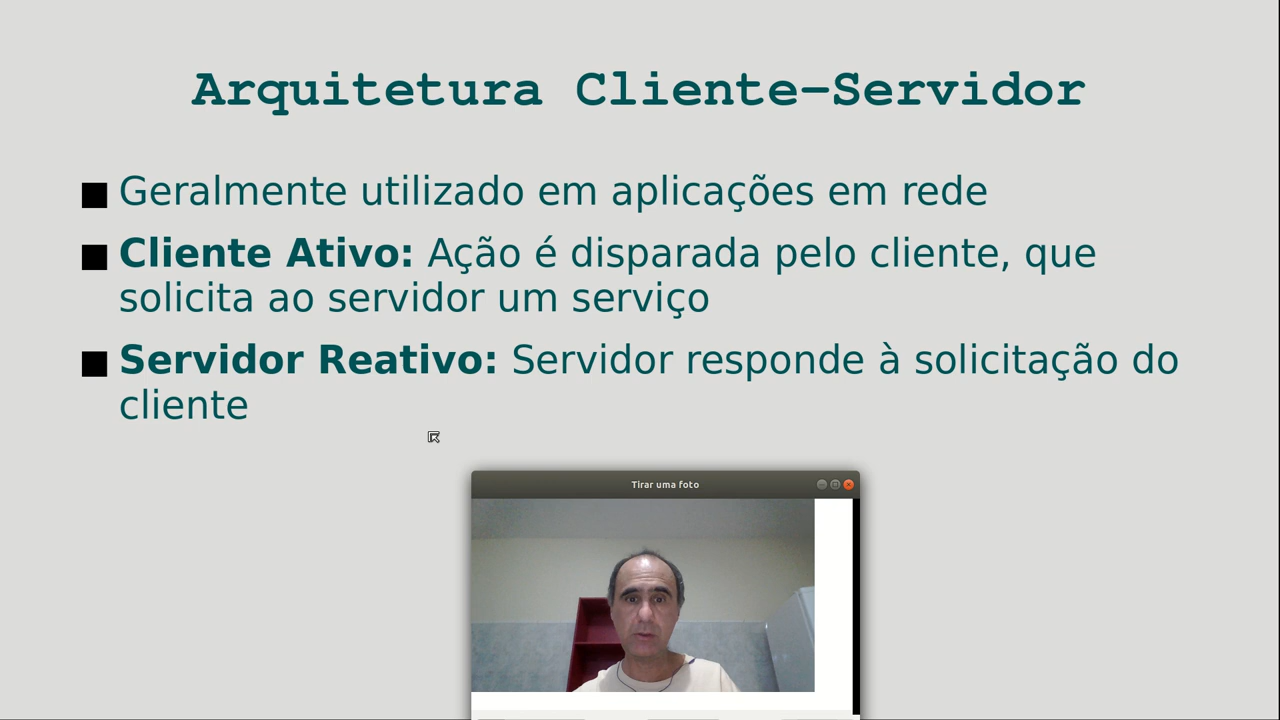 Arquitetura Cliente-Servidor
Geralmente utilizado em aplicações em rede
Cliente Ativo: Ação é disparada pelo cliente, que
solicita ao servidor um serviço
Servidor Reativo: Servidor responde à solicitação do
cliente
Tirar uma foto